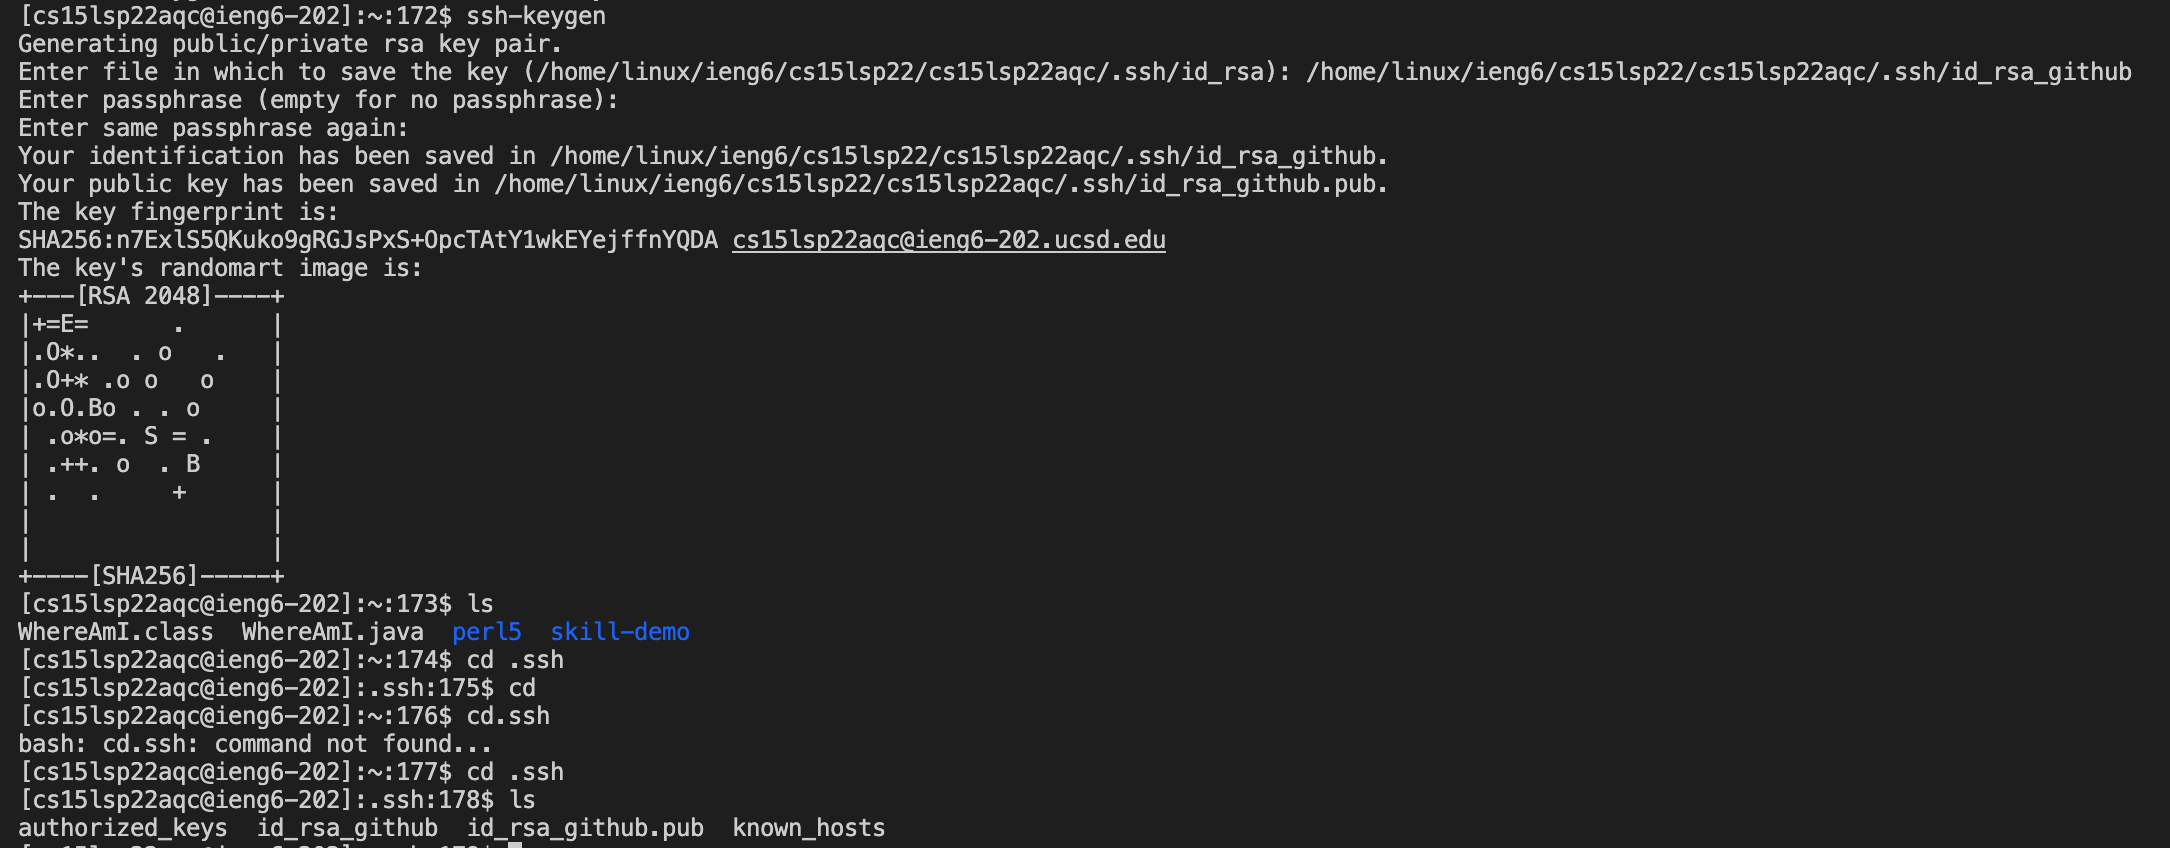 [cs15lsp22aqc@ieng6-202]:~:172$ ssh-keygen
Generating public/private rsa key pair.
Enter file in which to save the key (/home/linux/ieng6/cs15lsp22/cs15lsp22aqc/.ssh/id_rsa): /home/linux/ieng6/cs15lsp22/cs15lsp22aqc/.ssh/id_rsa_github
Enter passphrase (empty for no passphrase):
Enter same passphrase again:
Your identification has been saved in /home/linux/ieng6/cs15lsp22/cs15lsp22aqc/.ssh/id_rsa_github.
Your public key has been saved in /home/linux/ieng6/cs15lsp22/cs15lsp22aqc/.ssh/id_rsa_github.pub.
The key fingerprint is:
SHA256:n7ExlS5QKuko9gRGJsPxS+OpcTAtY1wkEYejffnYQDA cs15lsp22aqc@ieng6-202.ucsd.edu
The key's randomart image is:
+---[RSA 2048]----+
|+=E=      .      |
|.O*..  . o   .   |
|.O+* .o o   o    |
|o.O.Bo . . o     |
| .o*o=. S = .    |
| .++. o  . B     |
| .  .     +      |
|                 |
|                 |
+----[SHA256]-----+
[cs15lsp22aqc@ieng6-202]:~:173$ ls
WhereAmI.class  WhereAmI.java  perl5  skill-demo
[cs15lsp22aqc@ieng6-202]:~:174$ cd .ssh
[cs15lsp22aqc@ieng6-202]:.ssh:175$ cd
[cs15lsp22aqc@ieng6-202]:~:176$ cd.ssh
bash: cd.ssh: command not found...
[cs15lsp22aqc@ieng6-202]:~:177$ cd .ssh
[cs15lsp22aqc@ieng6-202]:.ssh:178$ ls
authorized_keys  id_rsa_github  id_rsa_github.pub  known_hosts